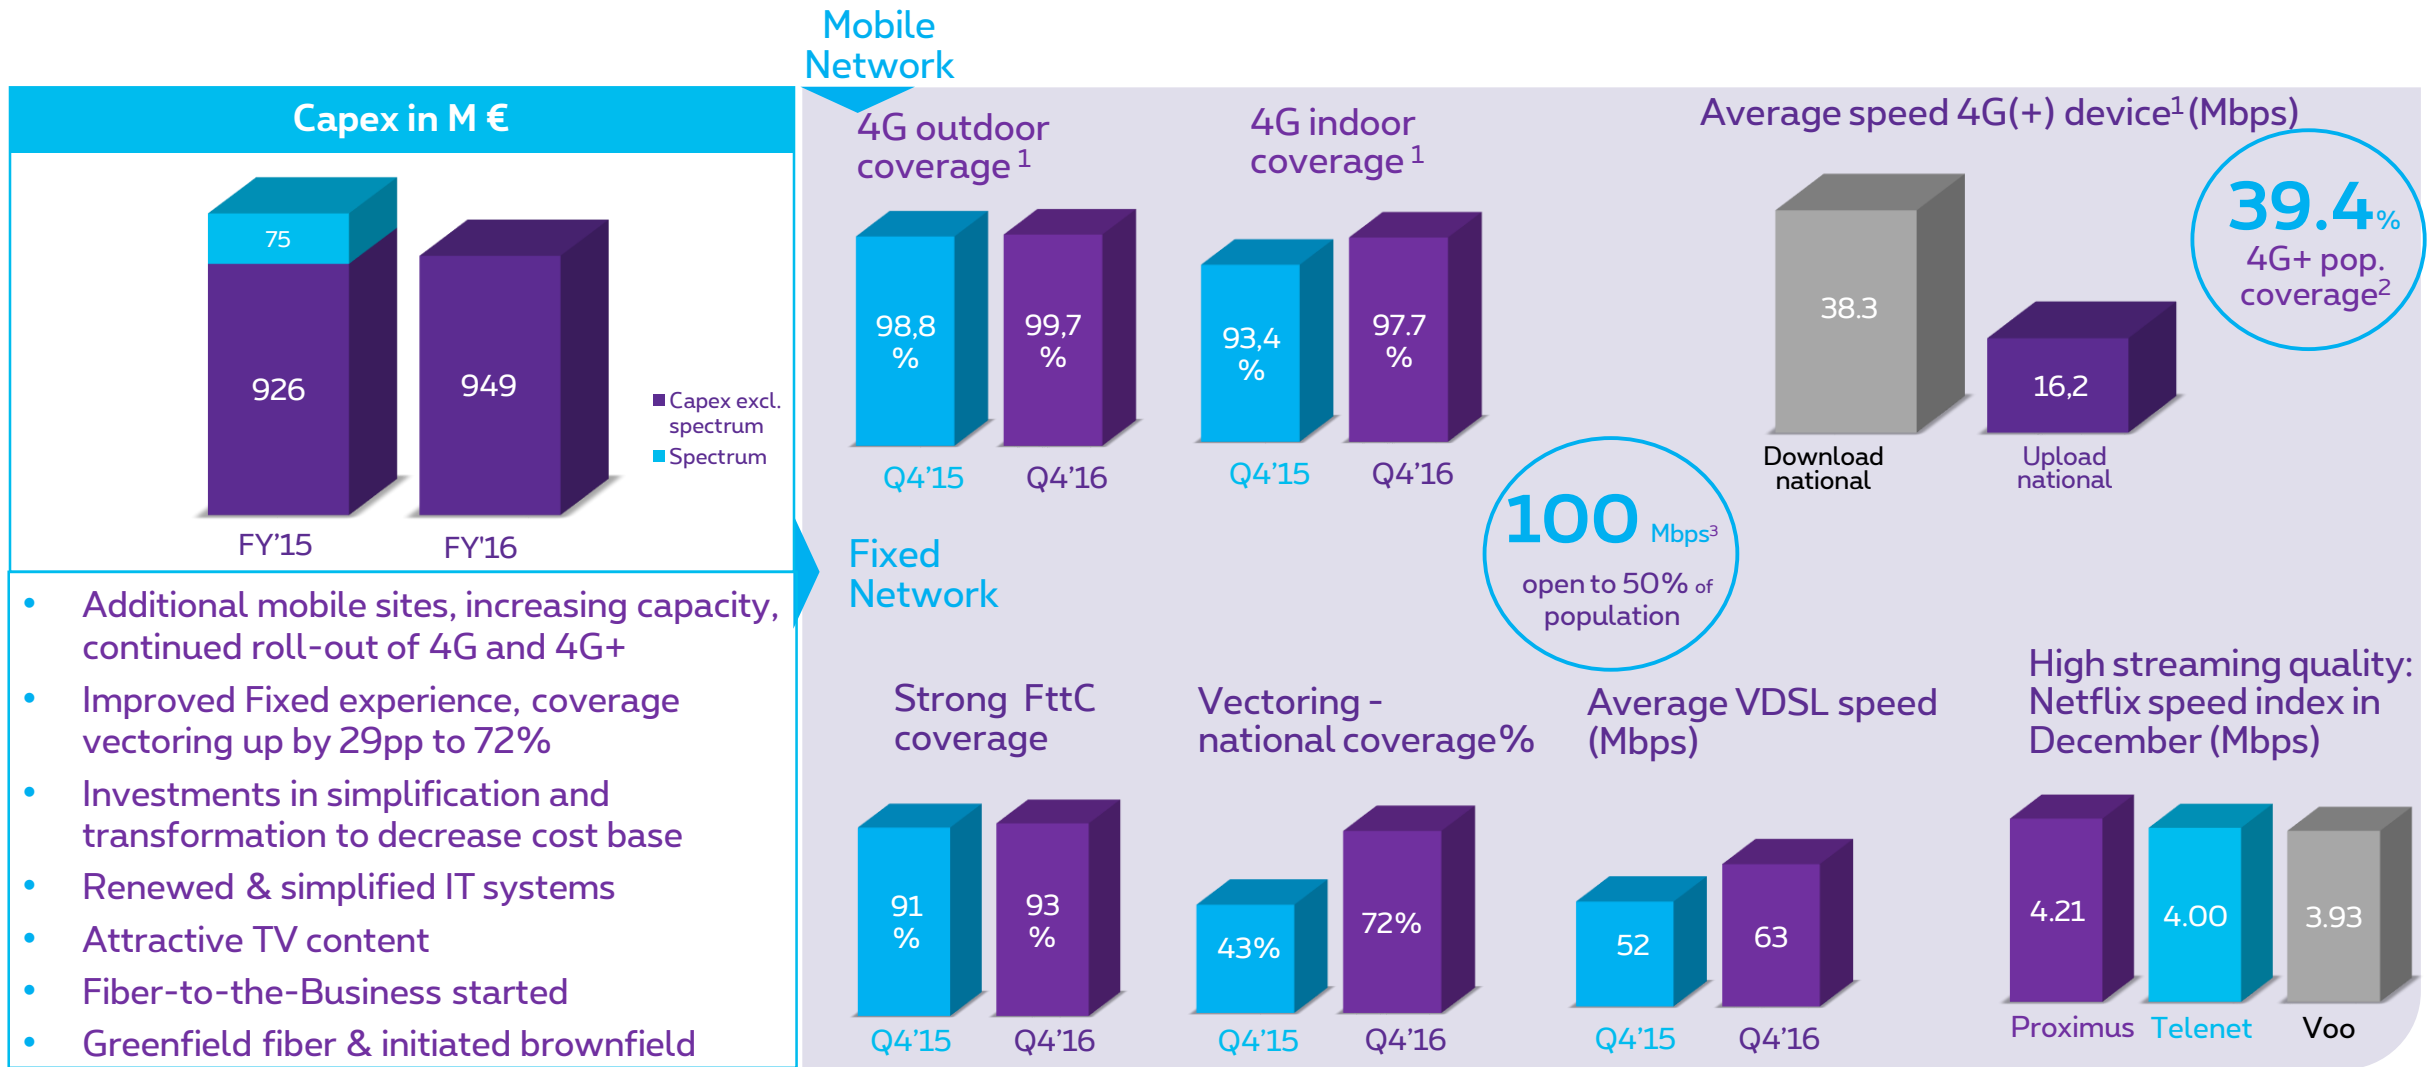 Mobile
Network
Capex in M €
75
926
949
Capex excl.
spectrum
Spectrum
FY’15
FY'16
• Additional mobile sites, increasing capacity,
continued roll-out of 4G and 4G+
• Improved Fixed experience, coverage
vectoring up by 29pp to 72%
• Investments in simplification and
transformation to decrease cost base
• Renewed & simplified IT systems
• Attractive TV content
• Fiber-to-the-Business started
• Greenfield fiber & initiated brownfield
4G outdoor
coverage 1
98,8
%
99,7
%
Q4’15
Q4’16
4G indoor
coverage 1
93,4
%
97.7
%
Q4’15
Q4’16
Average speed 4G(+) device1 (Mbps)
38.3
16,2
Download
national
Upload
national
39.4%
4G+ pop.
coverage2
Fixed
Network
100 Mbps3
open to 50% of
population
Strong FttC
coverage
91
%
93
%
Q4’15
Q4’16
Vectoring -
national coverage%
43%
72%
Q4’15
Q4’16
Average VDSL speed
(Mbps)
52
63
Q4’15
Q4’16
High streaming quality:
Netflix speed index in
December (Mbps)
4.21
4.00
3.93
Proximus
Telenet
Voo